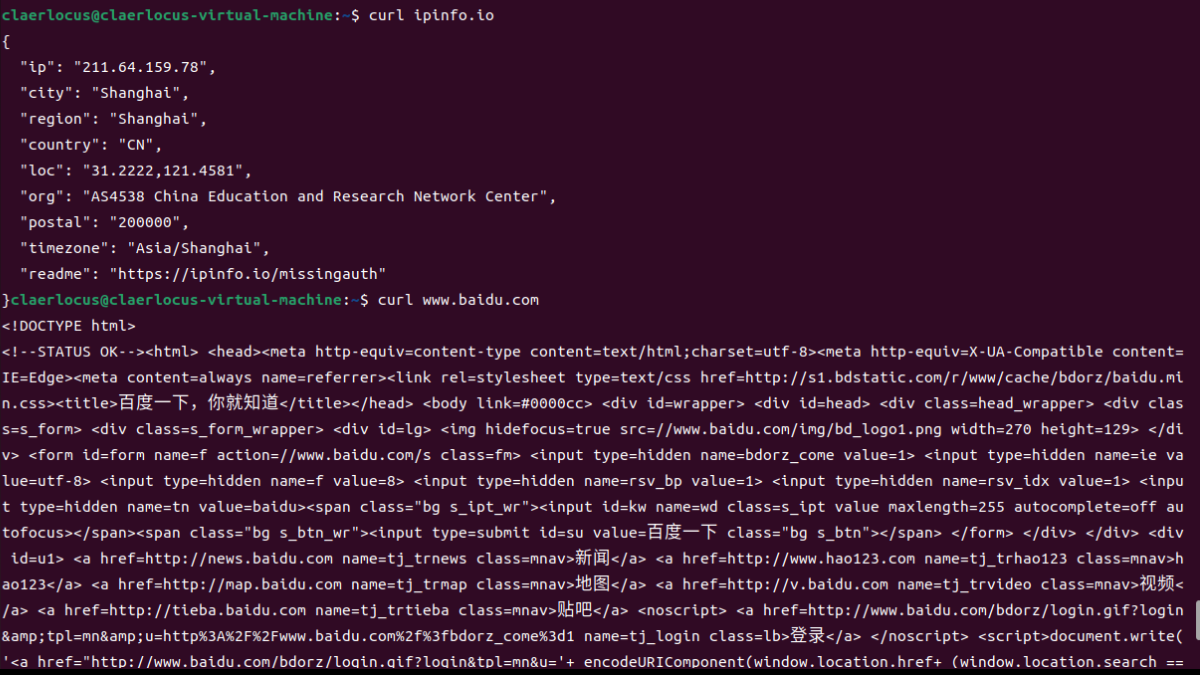 claerlocus@claerlocus-virtual-machine:~$ curl ipinfo.io
{
  "ip": "211.64.159.78",
  "city": "Shanghai",
  "region": "Shanghai",
  "country": "CN",
  "loc": "31.2222,121.4581",
  "org": "AS4538 China Education and Research Network Center",
  "postal": "200000",
  "timezone": "Asia/Shanghai",
  "readme": "https://ipinfo.io/missingauth"
}claerlocus@claerlocus-virtual-machine:~$ curl www.baidu.com
<!DOCTYPE html>
<!--STATUS OK--><html> <head><meta http-equiv=content-type content=text/html;charset=utf-8><meta http-equiv=X-UA-Compatible content=
IE=Edge><meta content=always name=referrer><link rel=stylesheet type=text/css href=http://s1.bdstatic.com/r/www/cache/bdorz/baidu.mi
n.css><title>百度一下，你就知道</title></head> <body link=#0000cc> <div id=wrapper> <div id=head> <div class=head_wrapper> <div clas
s=s_form> <div class=s_form_wrapper> <div id=lg> <img hidefocus=true src=//www.baidu.com/img/bd_logo1.png width=270 height=129> </di
v> <form id=form name=f action=//www.baidu.com/s class=fm> <input type=hidden name=bdorz_come value=1> <input type=hidden name=ie va
lue=utf-8> <input type=hidden name=f value=8> <input type=hidden name=rsv_bp value=1> <input type=hidden name=rsv_idx value=1> <inpu
t type=hidden name=tn value=baidu><span class="bg s_ipt_wr"><input id=kw name=wd class=s_ipt value maxlength=255 autocomplete=off au
tofocus></span><span class="bg s_btn_wr"><input type=submit id=su value=百度一下 class="bg s_btn"></span> </form> </div> </div> <div
 id=u1> <a href=http://news.baidu.com name=tj_trnews class=mnav>新闻</a> <a href=http://www.hao123.com name=tj_trhao123 class=mnav>h
ao123</a> <a href=http://map.baidu.com name=tj_trmap class=mnav>地图</a> <a href=http://v.baidu.com name=tj_trvideo class=mnav>视频<
/a> <a href=http://tieba.baidu.com name=tj_trtieba class=mnav>贴吧</a> <noscript> <a href=http://www.baidu.com/bdorz/login.gif?login
&amp;tpl=mn&amp;u=http%3A%2F%2Fwww.baidu.com%2f%3fbdorz_come%3d1 name=tj_login class=lb>登录</a> </noscript> <script>document.write(
'<a href="http://www.baidu.com/bdorz/login.gif?login&tpl=mn&u='+ encodeURIComponent(window.location.href+ (window.location.search ==